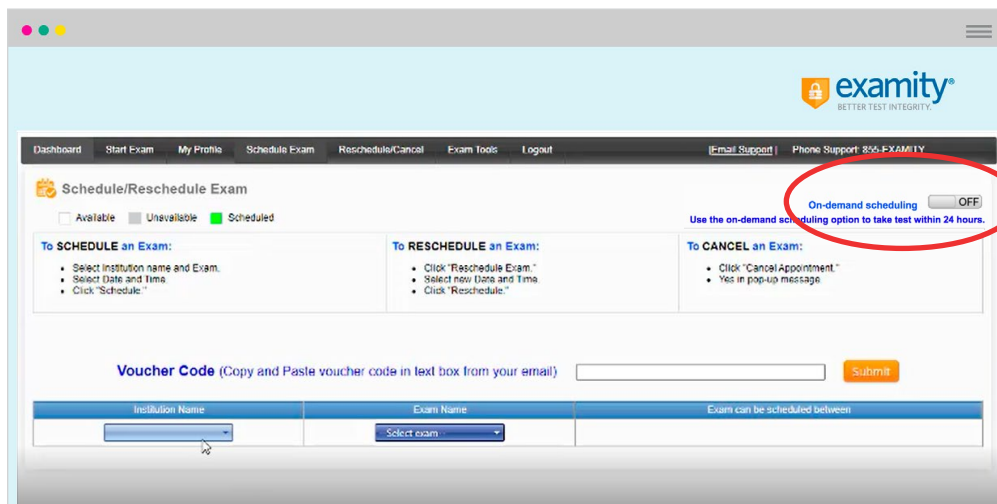 examity®
BETTER TEST INTEGRITY.
Dashboard Start Exam My Profile Schedule Exam Reschedule/Cancel Exam Tools Logout |Email Support| Phone Support: 855-EXAMITY
Schedule/Reschedule Exam
On-demand scheduling OFF
Available Unavailable Scheduled
Use the on-demand scheduling option to take test within 24 hours.
To SCHEDULE an Exam:
• Select Institution name and Exam.
• Select Date and Time.
• Click "Schedule."
To RESCHEDULE an Exam:
• Click "Reschedule Exam."
• Select new Date and Time.
• Click "Reschedule."
To CANCEL an Exam:
• Click "Cancel Appointment."
• Yes in pop-up message.
Voucher Code (Copy and Paste voucher code in text box from your email) Submit
Institution Name Exam Name Exam can be scheduled between
Select exam